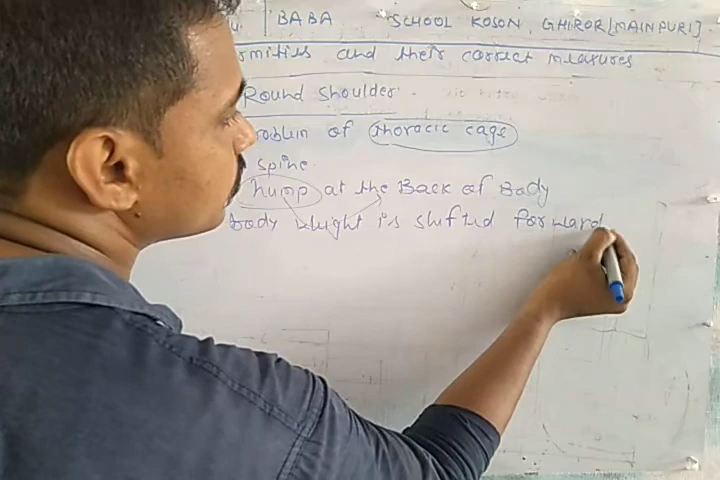 BABA SCHOOL KOSON GHIROR [MAINPURI]
ormities and their correct measures
Round shoulder.
roblem of thoracic cage
spine
hump at the Back of Body
body weight is shifted forward